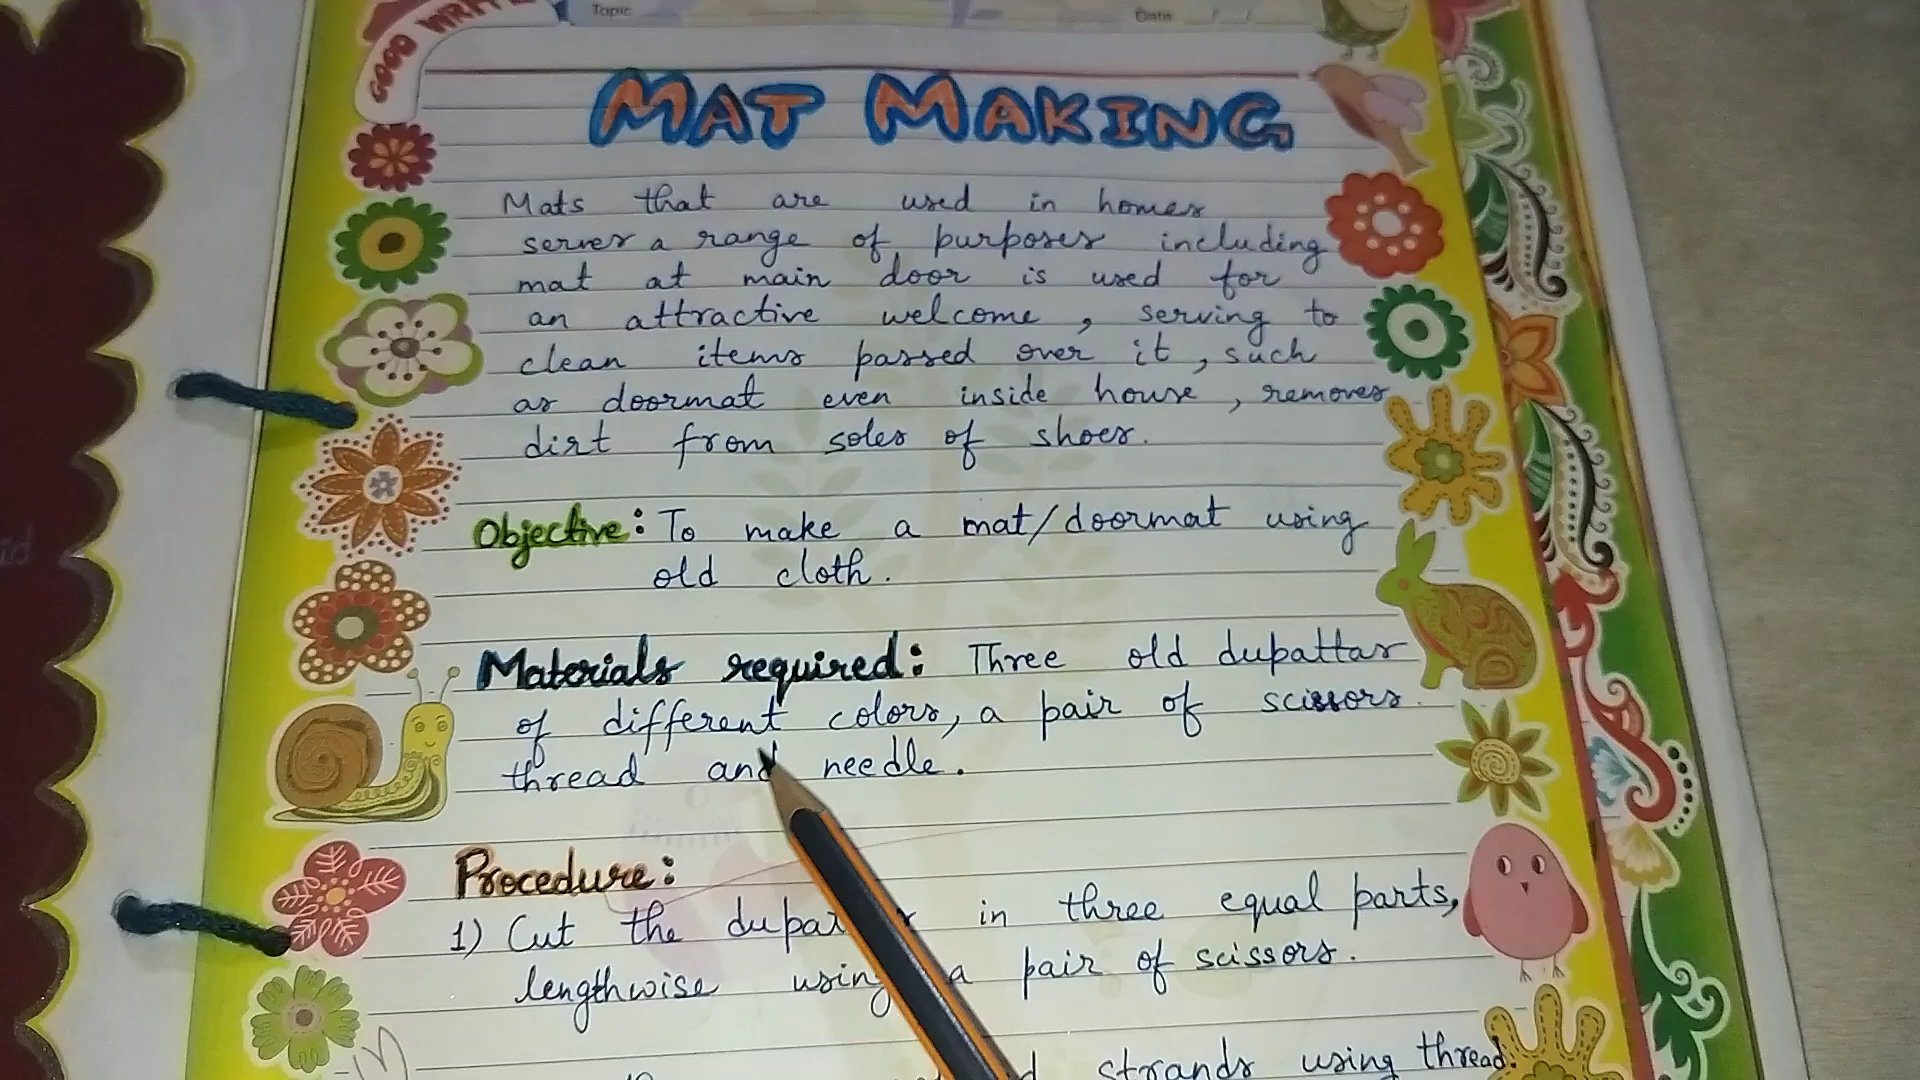 GOOD WRITE
Topic
Date / /
MAT MAKING
Mats that are used in homes
serves a range of purposes including
mat at main door is used for
an attractive welcome, serving to
clean items passed over it, such
as doormat even inside house, removes
dirt from soles of shoes.
Objective: To make a mat/doormat using
old cloth.
Materials required: Three old dupattas
of different colors, a pair of scissors
thread and needle.
Procedure:
1) Cut the in three equal parts,
lengthwise using a pair of scissors.
strands using thread.